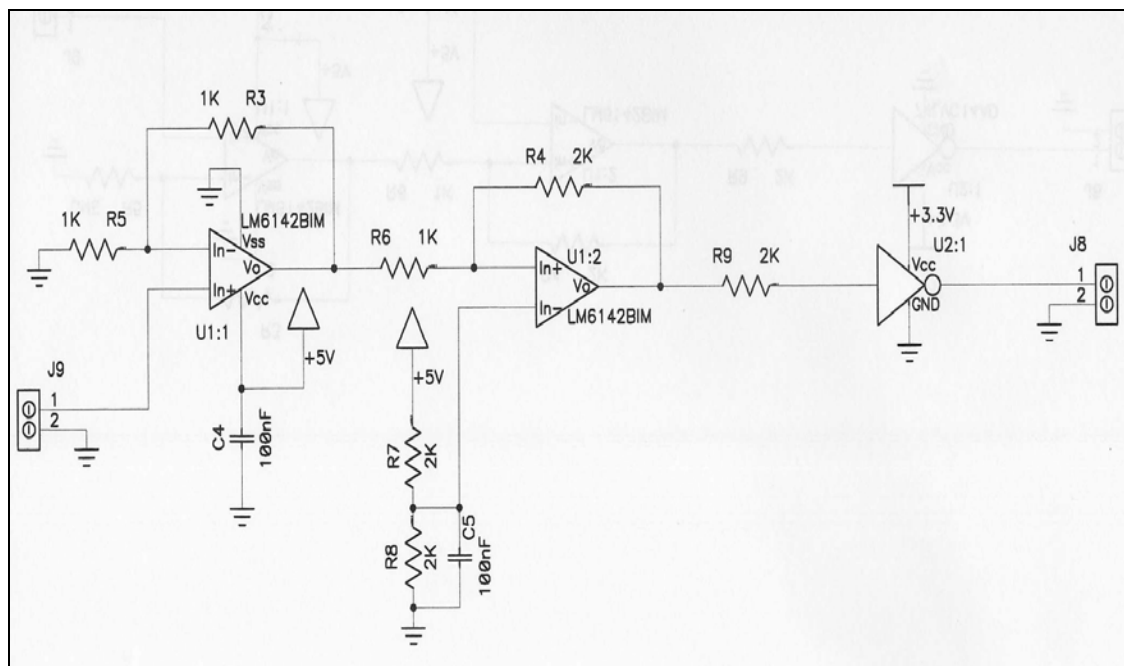 1K R3
1K R5
LM6142BIM
Vss
In-
Vo
In+
Vcc
U1:1
+5V
J9
1
2
C4
100nF
R6 1K
+5V
R7
2K
R8
2K
C5
100nF
R4 2K
In+
U1:2
Vo
In-
LM6142BIM
R9 2K
+3.3V
U2:1
Vcc
GND
J8
1
2